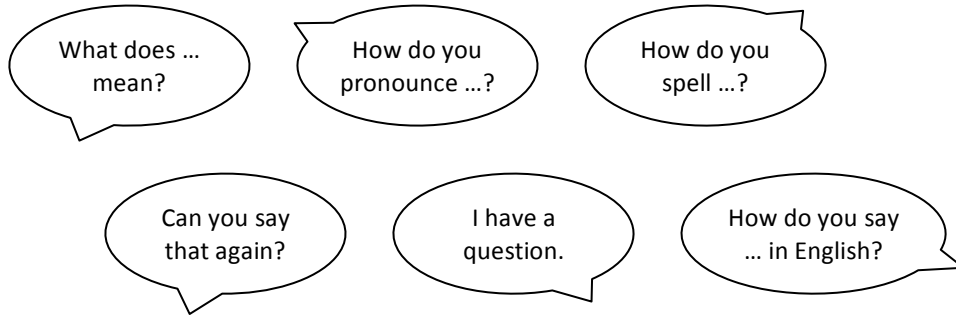 What does …
mean?
How do you
pronounce …?
How do you
spell …?
Can you say
that again?
I have a
question.
How do you say
… in English?